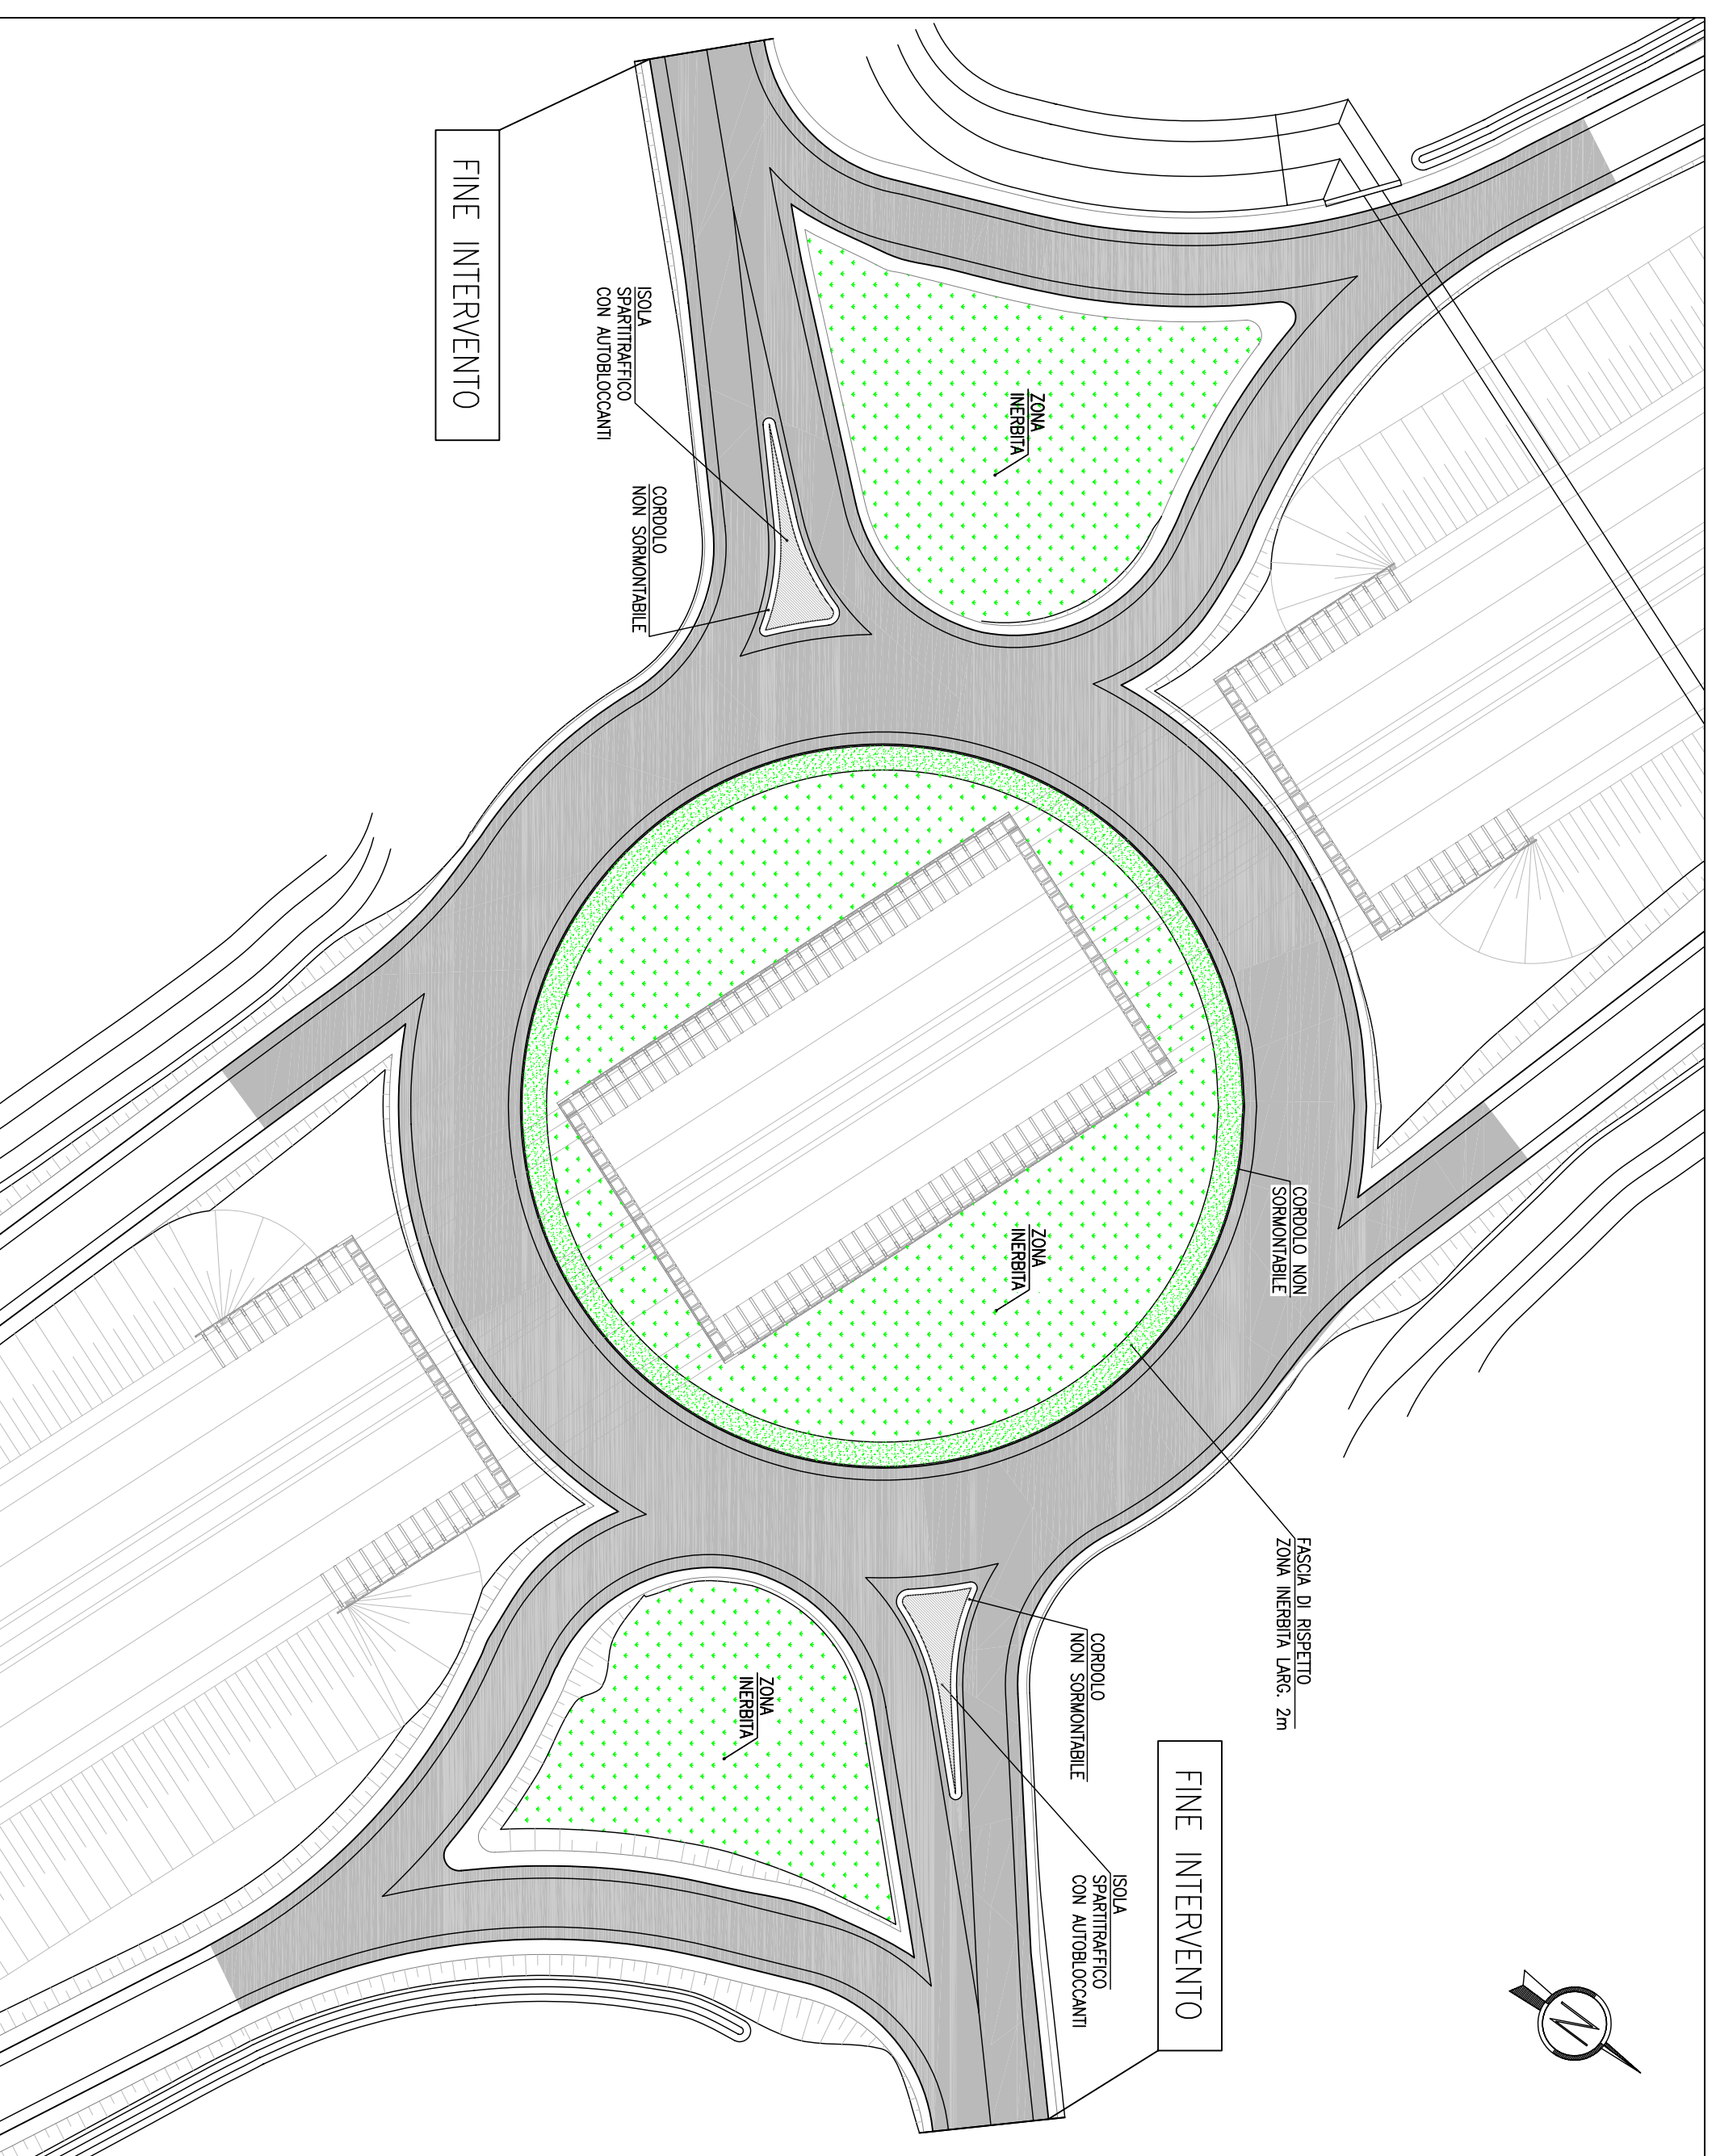 FINE INTERVENTO
ISOLA
SPARTITRAFFICO
CON AUTOBLOCCANTI
CORDOLO
NON SORMONTABILE
ZONA
INERBITA
CORDOLO NON
SORMONTABILE
ZONA
INERBITA
FASCIA DI RISPETTO
ZONA INERBITA LARG. 2m
CORDOLO
NON SORMONTABILE
ZONA
INERBITA
ISOLA
SPARTITRAFFICO
CON AUTOBLOCCANTI
FINE INTERVENTO
N